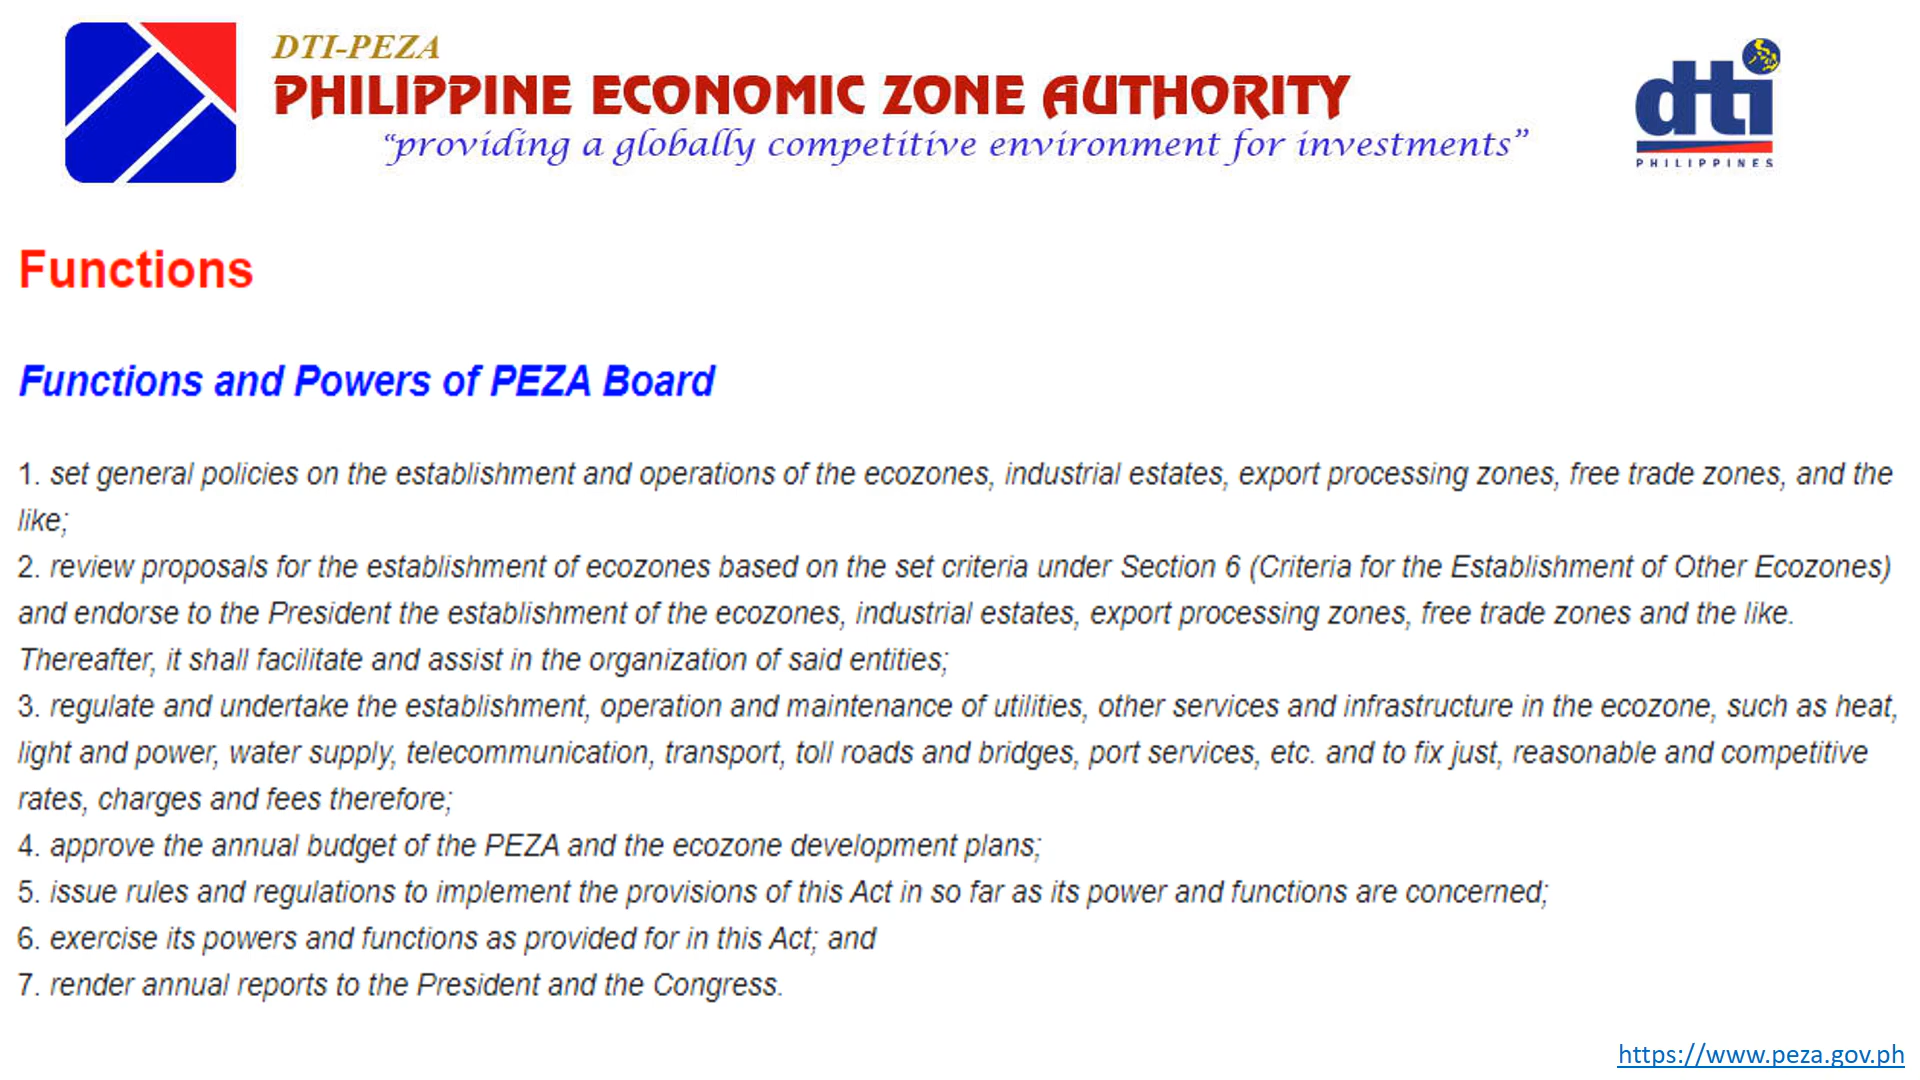 DTI-PEZA
PHILIPPINE ECONOMIC ZONE AUTHORITY
“providing a globally competitive environment for investments”
dti
PHILIPPINES
Functions
Functions and Powers of PEZA Board
1. set general policies on the establishment and operations of the ecozones, industrial estates, export processing zones, free trade zones, and the
like;
2. review proposals for the establishment of ecozones based on the set criteria under Section 6 (Criteria for the Establishment of Other Ecozones)
and endorse to the President the establishment of the ecozones, industrial estates, export processing zones, free trade zones and the like.
Thereafter, it shall facilitate and assist in the organization of said entities;
3. regulate and undertake the establishment, operation and maintenance of utilities, other services and infrastructure in the ecozone, such as heat,
light and power, water supply, telecommunication, transport, toll roads and bridges, port services, etc. and to fix just, reasonable and competitive
rates, charges and fees therefore;
4. approve the annual budget of the PEZA and the ecozone development plans;
5. issue rules and regulations to implement the provisions of this Act in so far as its power and functions are concerned;
6. exercise its powers and functions as provided for in this Act; and
7. render annual reports to the President and the Congress.
https://www.peza.gov.ph